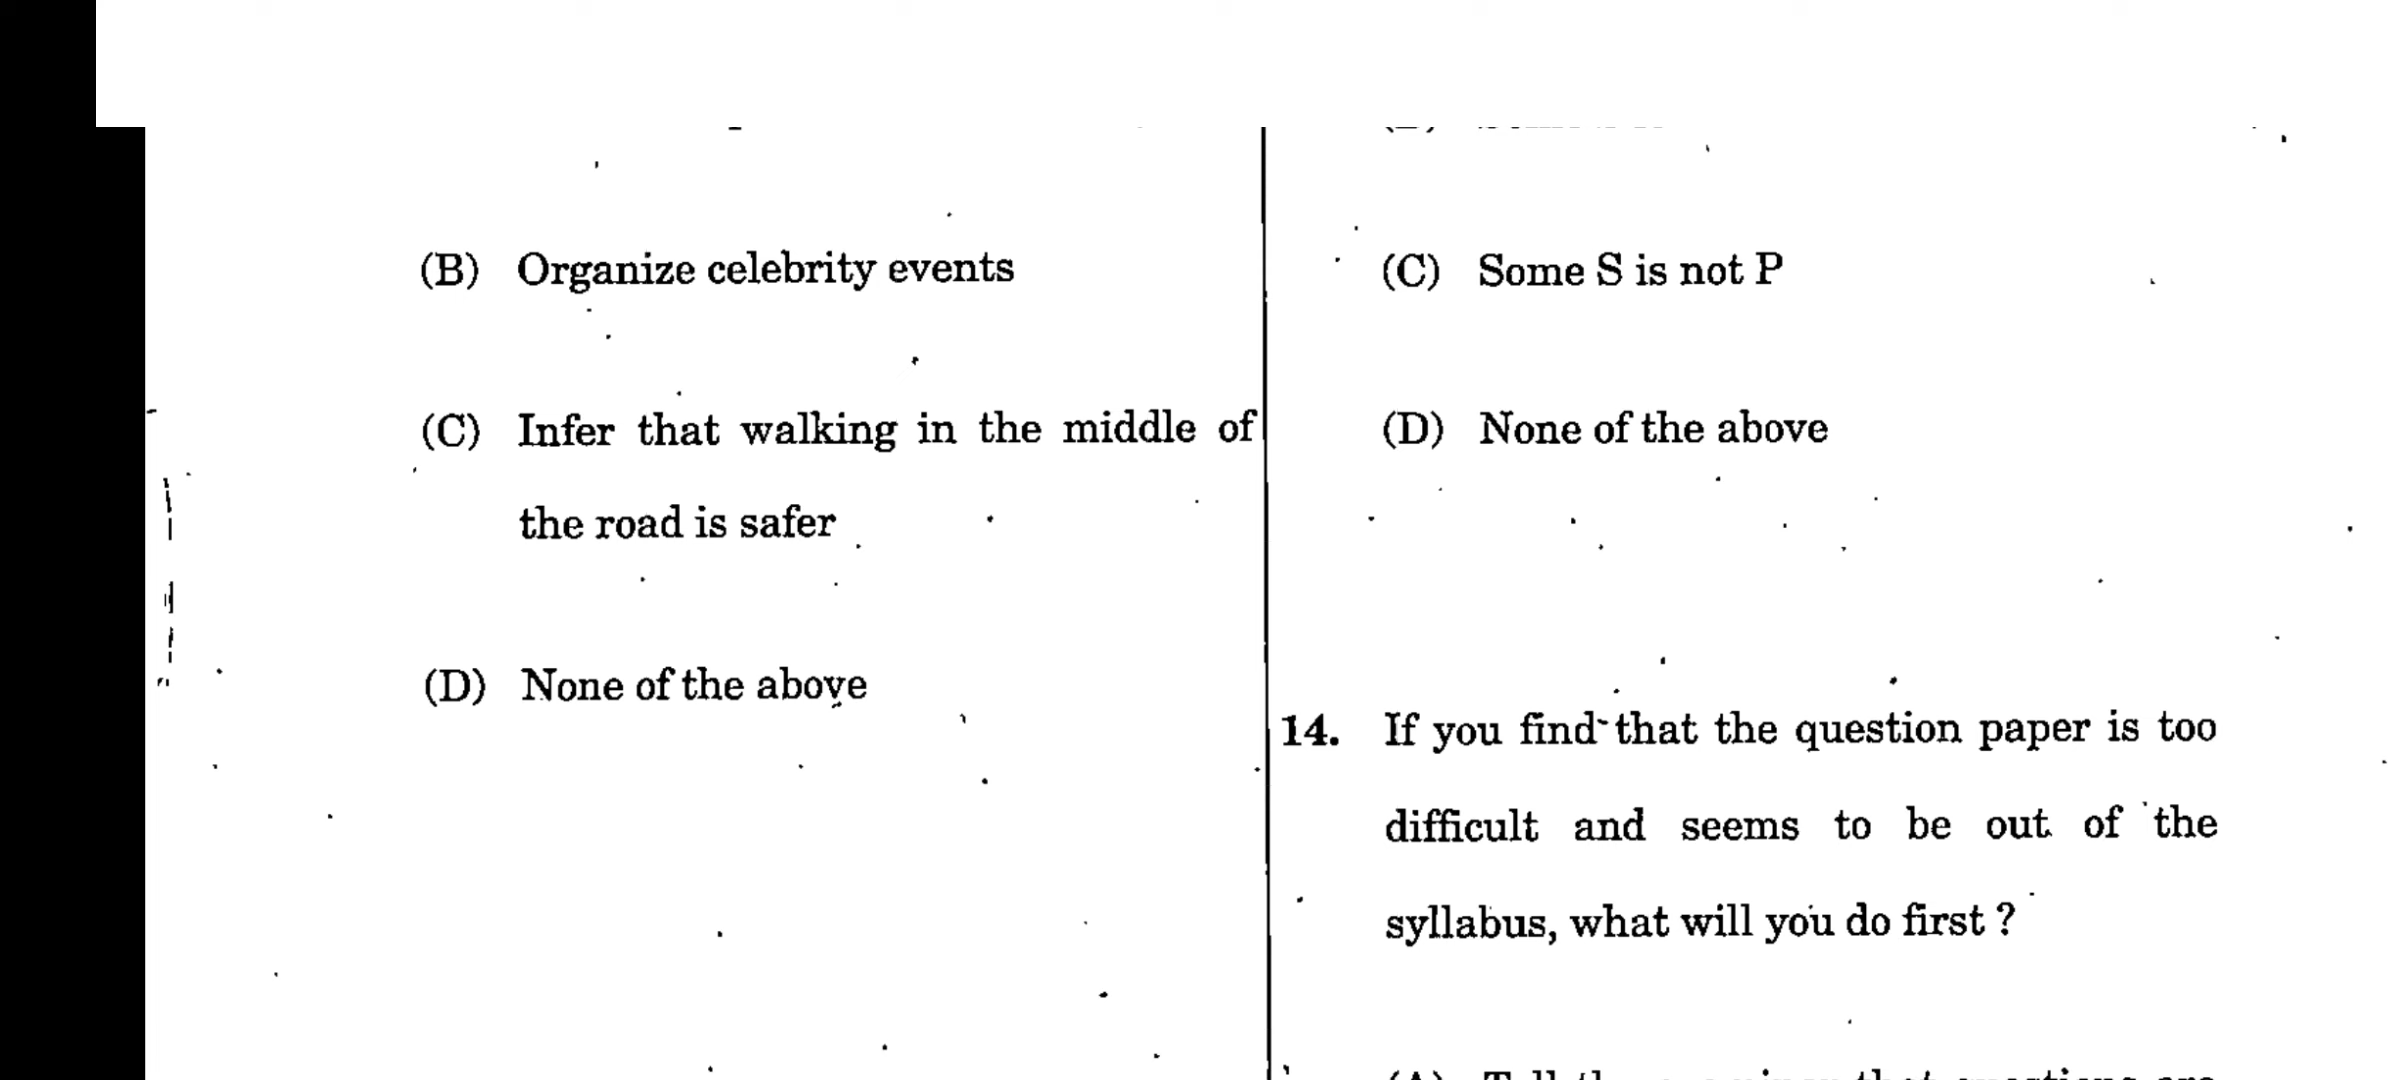 (B) Organize celebrity events
(C) Infer that walking in the middle of
the road is safer
(D) None of the above
(C) Some S is not P
(D) None of the above
14. If you find that the question paper is too
difficult and seems to be out of the
syllabus, what will you do first ?